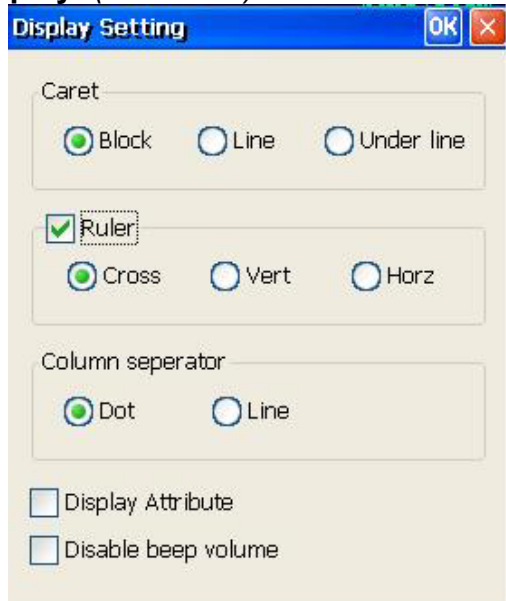 Display Setting OK
Caret
Block Line Under line
Ruler
Cross Vert Horz
Column seperator
Dot Line
Display Attribute
Disable beep volume